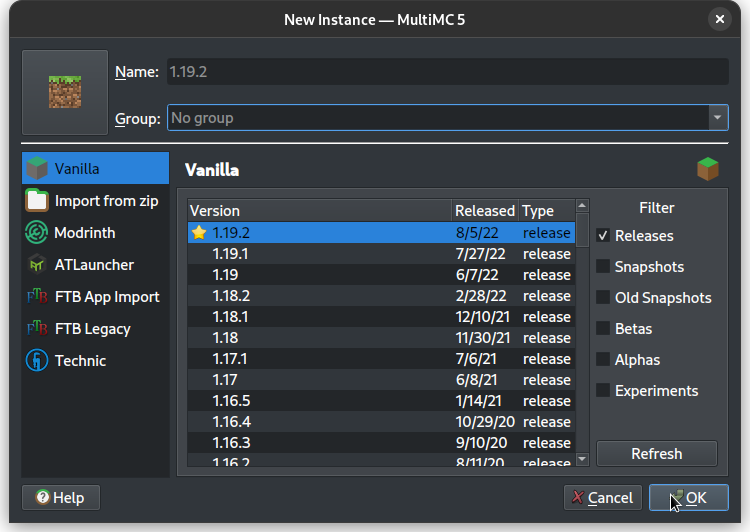 New Instance — MultiMC 5
Name: 1.19.2
Group: No group
Vanilla
Import from zip
Modrinth
ATLauncher
FTB App Import
FTB Legacy
Technic
Vanilla
Version Released Type
1.19.2 8/5/22 release
1.19.1 7/27/22 release
1.19 6/7/22 release
1.18.2 2/28/22 release
1.18.1 12/10/21 release
1.18 11/30/21 release
1.17.1 7/6/21 release
1.17 6/8/21 release
1.16.5 1/14/21 release
1.16.4 10/29/20 release
1.16.3 9/10/20 release
1.16.2 8/11/20 release
Filter
Releases
Snapshots
Old Snapshots
Betas
Alphas
Experiments
Refresh
Help
Cancel
OK